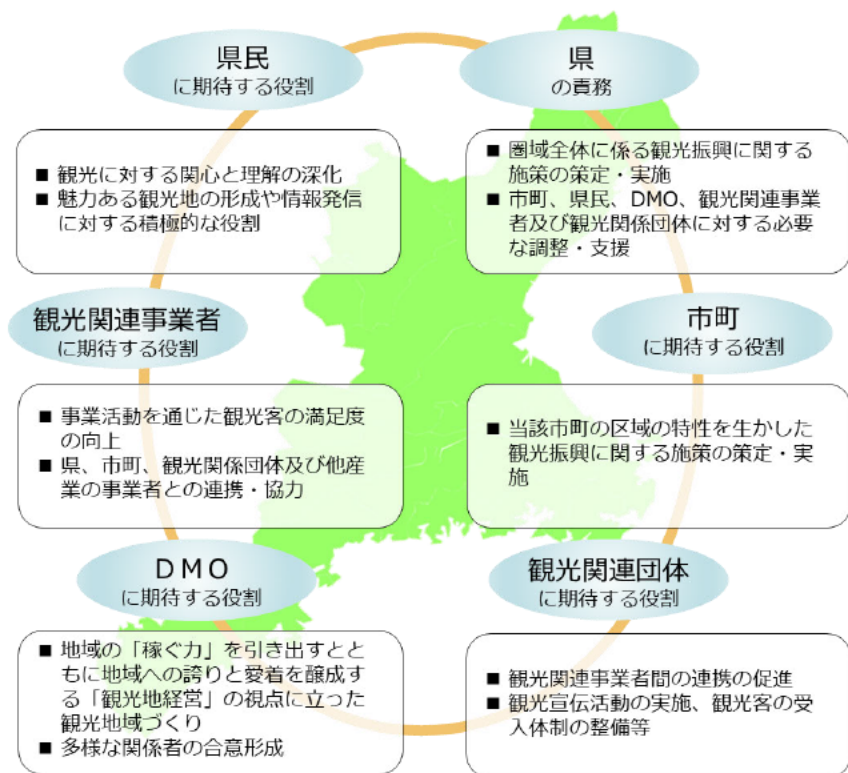 県民
に期待する役割
■ 観光に対する関心と理解の深化
■ 魅力ある観光地の形成や情報発信
に対する積極的な役割
県
の責務
■ 圏域全体に係る観光振興に関する
施策の策定・実施
■ 市町、県民、DMO、観光関連事業
者及び観光関係団体に対する必要
な調整・支援
観光関連事業者
に期待する役割
■ 事業活動を通じた観光客の満足度
の向上
■ 県、市町、観光関係団体及び他産
業の事業者との連携・協力
市町
に期待する役割
■ 当該市町の区域の特性を生かした
観光振興に関する施策の策定・実
施
DMO
に期待する役割
■ 地域の「稼ぐ力」を引き出すとと
もに地域への誇りと愛着を醸成す
る「観光地経営」の視点に立った
観光地域づくり
■ 多様な関係者の合意形成
観光関連団体
に期待する役割
■ 観光関連事業者間の連携の促進
■ 観光宣伝活動の実施、観光客の受
入体制の整備等